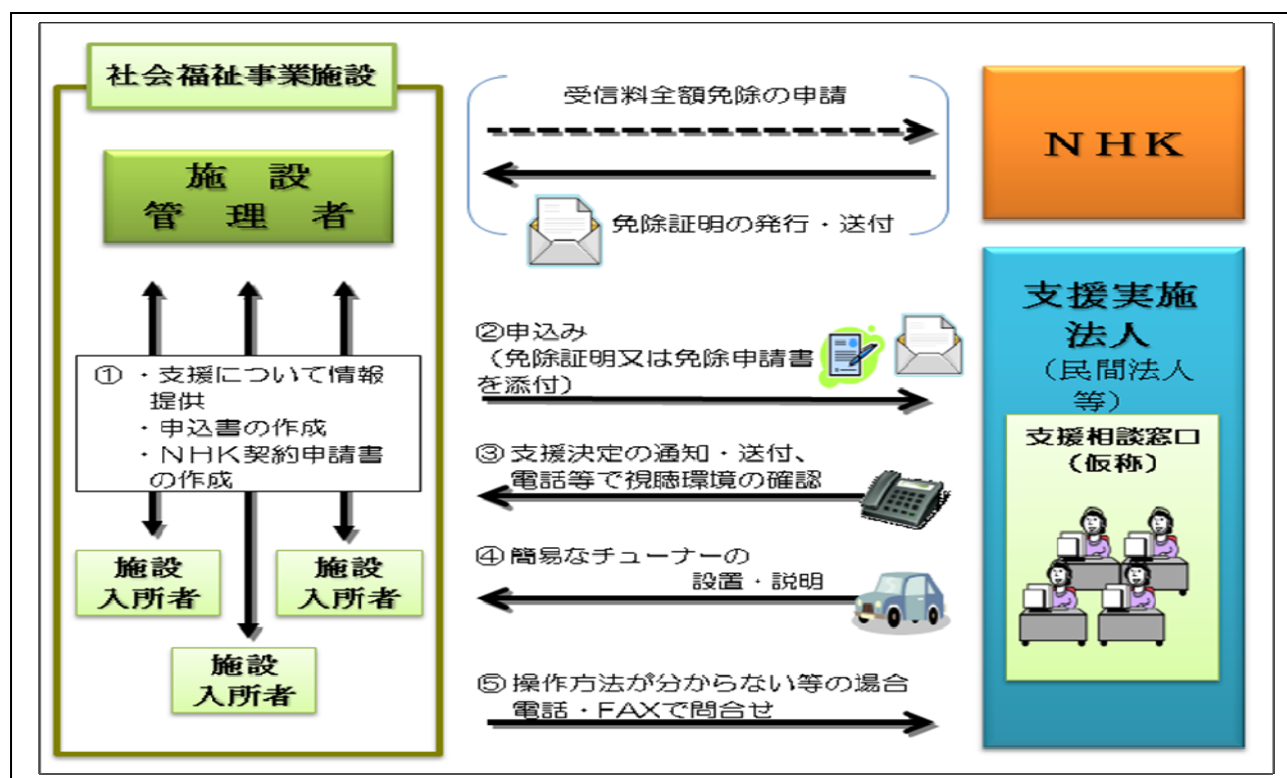 社会福祉事業施設
施　設
管　理　者
① ・支援について情報
提供
・申込書の作成
・NHK契約申請書
の作成
施設
入所者
施設
入所者
施設
入所者
受信料全額免除の申請
免除証明の発行・送付
②申込み
（免除証明又は免除申請書
を添付）
③支援決定の通知・送付、
電話等で視聴環境の確認
④簡易なチューナーの
設置・説明
⑤操作方法が分からない等の場合
電話・FAXで問合せ
NHK
支援実施
法人
（民間法人
等）
支援相談窓口
（仮称）